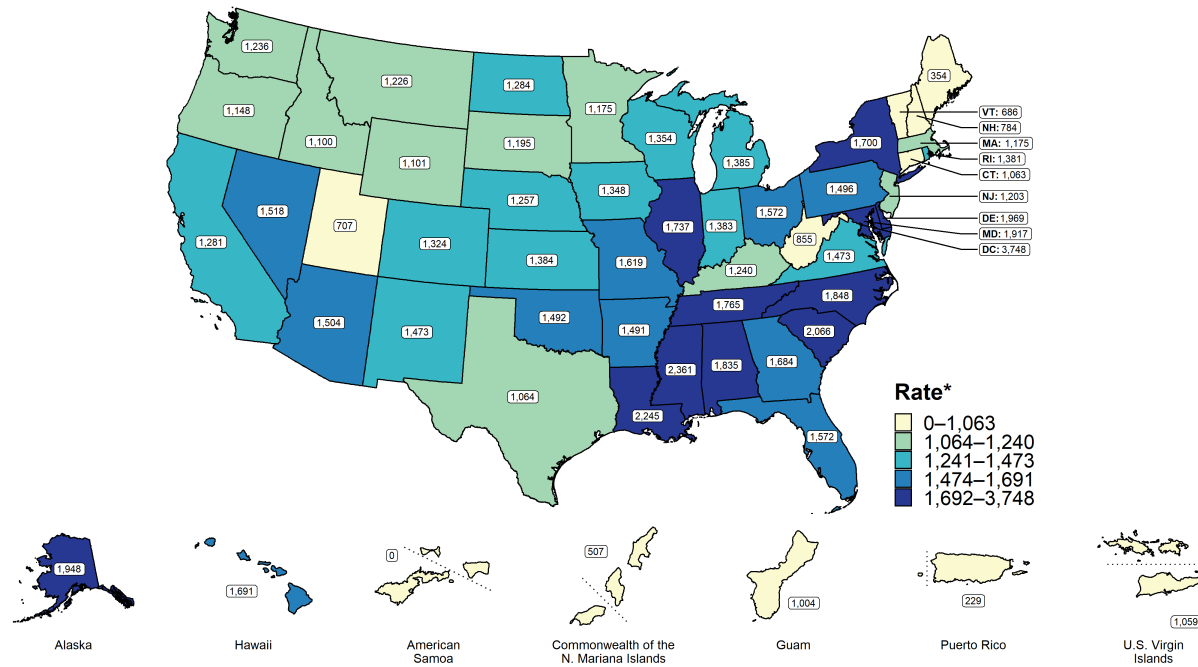 1,236
1,226
1,284
1,175
354
1,148
1,100
1,101
1,195
1,354
1,385
1,700
VT: 686
NH: 784
MA: 1,175
RI: 1,381
CT: 1,063
NJ: 1,203
DE: 1,969
MD: 1,917
DC: 3,748
1,281
1,518
707
1,324
1,257
1,348
1,737
1,383
1,572
1,496
855
1,473
1,384
1,619
1,240
1,504
1,473
1,492
1,491
1,765
1,848
2,066
1,064
2,245
2,361
1,835
1,684
1,572
Rate*
0–1,063
1,064–1,240
1,241–1,473
1,474–1,691
1,692–3,748
1,948
1,691
0
507
1,004
229
1,059
Alaska
Hawaii
American
Samoa
Commonwealth of the
N. Mariana Islands
Guam
Puerto Rico
U.S. Virgin
Islands